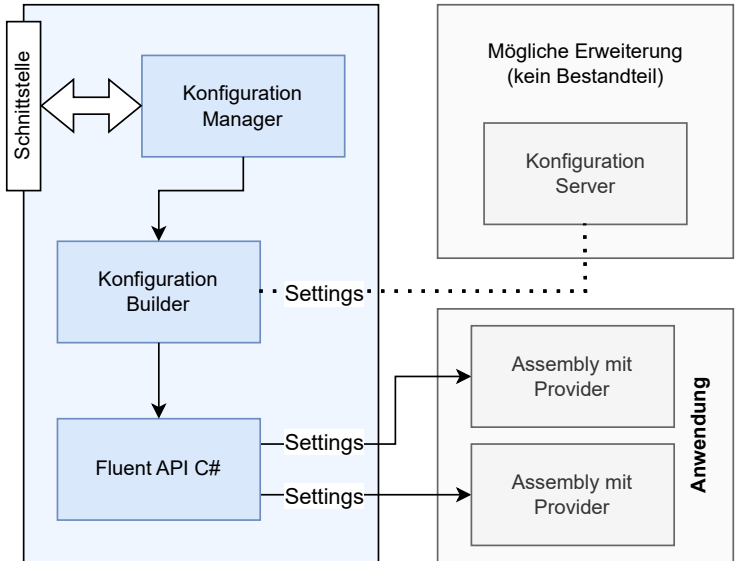 Schnittstelle
Konfiguration
Manager
Mögliche Erweiterung
(kein Bestandteil)
Konfiguration
Server
Konfiguration
Builder
Settings
Fluent API C#
Settings
Settings
Assembly mit
Provider
Assembly mit
Provider
Anwendung